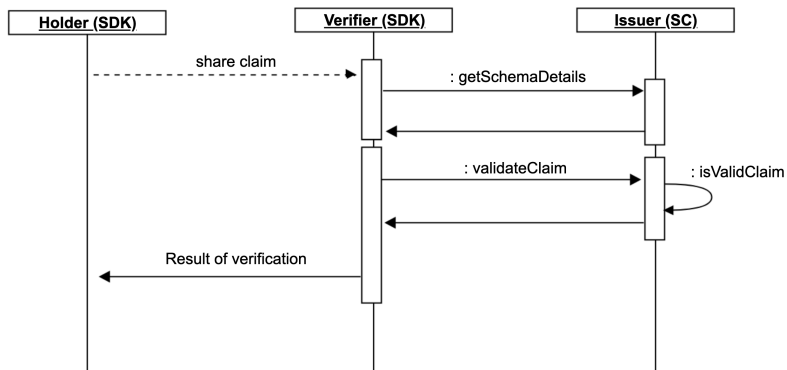 Holder (SDK)
Verifier (SDK)
Issuer (SC)
share claim
: getSchemaDetails
: validateClaim
: isValidClaim
Result of verification